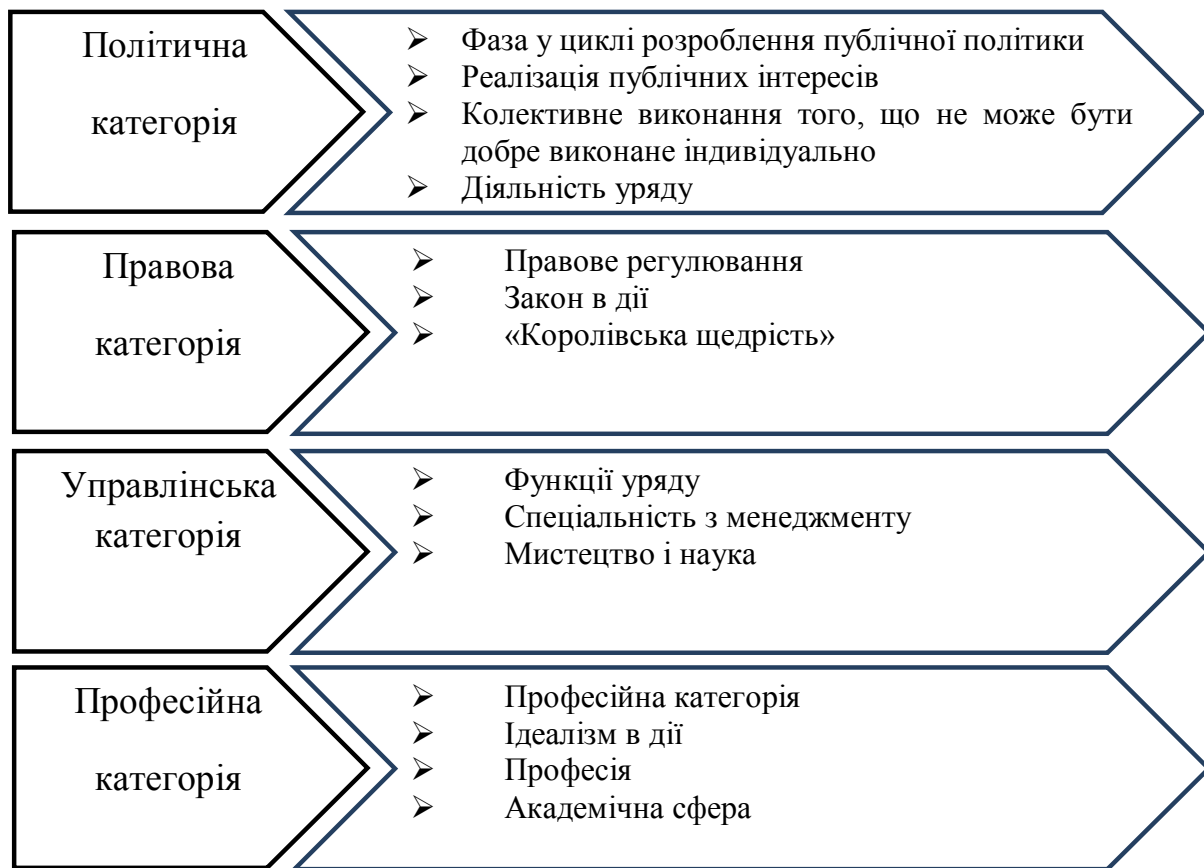 Політична
категорія
➢ Фаза у циклі розроблення публічної політики
➢ Реалізація публічних інтересів
➢ Колективне виконання того, що не може бути
добре виконане індивідуально
➢ Діяльність уряду
Правова
категорія
➢ Правове регулювання
➢ Закон в дії
➢ «Королівська щедрість»
Управлінська
категорія
➢ Функції уряду
➢ Спеціальність з менеджменту
➢ Мистецтво і наука
Професійна
категорія
➢ Професійна категорія
➢ Ідеалізм в дії
➢ Професія
➢ Академічна сфера